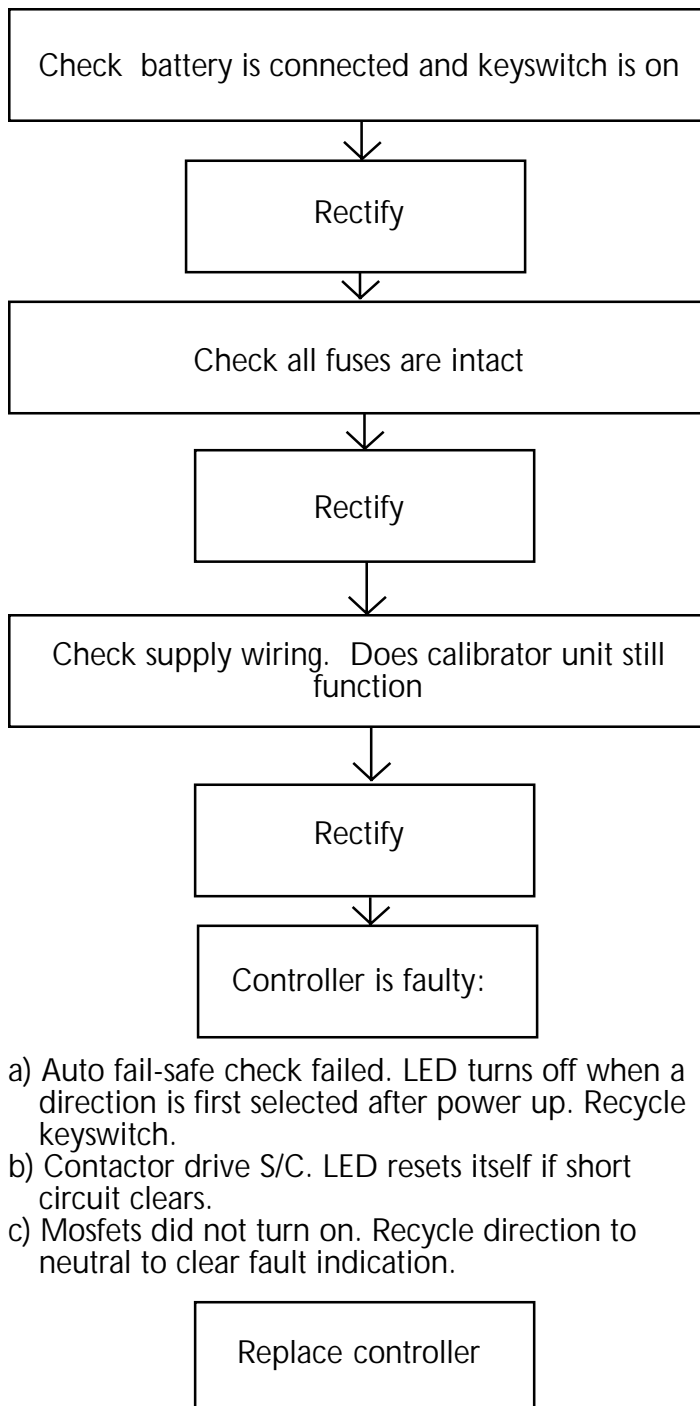 Check battery is connected and keyswitch is on
Rectify
Check all fuses are intact
Rectify
Check supply wiring. Does calibrator unit still
function
Rectify
Controller is faulty:
a) Auto fail-safe check failed. LED turns off when a
direction is first selected after power up. Recycle
keyswitch.
b) Contactor drive S/C. LED resets itself if short
circuit clears.
c) Mosfets did not turn on. Recycle direction to
neutral to clear fault indication.
Replace controller